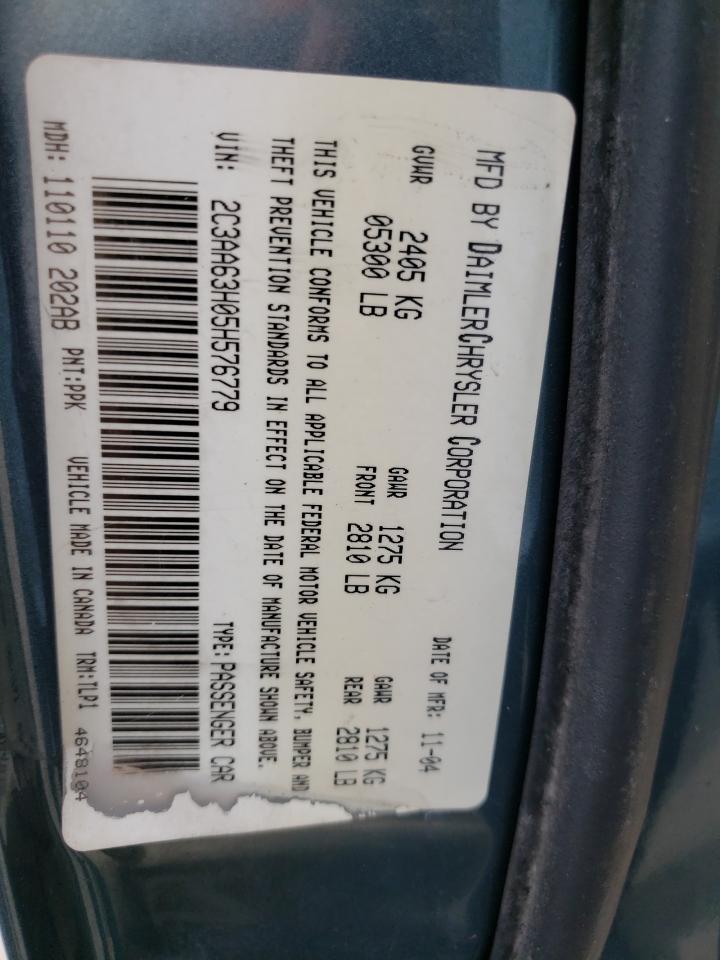 MFD BY DAIMLERCHRYSLER CORPORATION
DATE OF MFR: 11-04
GVWR 2405 KG
05300 LB
GAWR FRONT 1275 KG
2810 LB
GAWR REAR 1275 KG
2810 LB
THIS VEHICLE CONFORMS TO ALL APPLICABLE FEDERAL MOTOR VEHICLE SAFETY, BUMPER AND
THEFT PREVENTION STANDARDS IN EFFECT ON THE DATE OF MANUFACTURE SHOWN ABOVE.
VIN: 2C3AA63H05H576779 TYPE: PASSENGER CAR
MDH: 110110 202AB PNT:PPK VEHICLE MADE IN CANADA TRM:TLP1 4648104